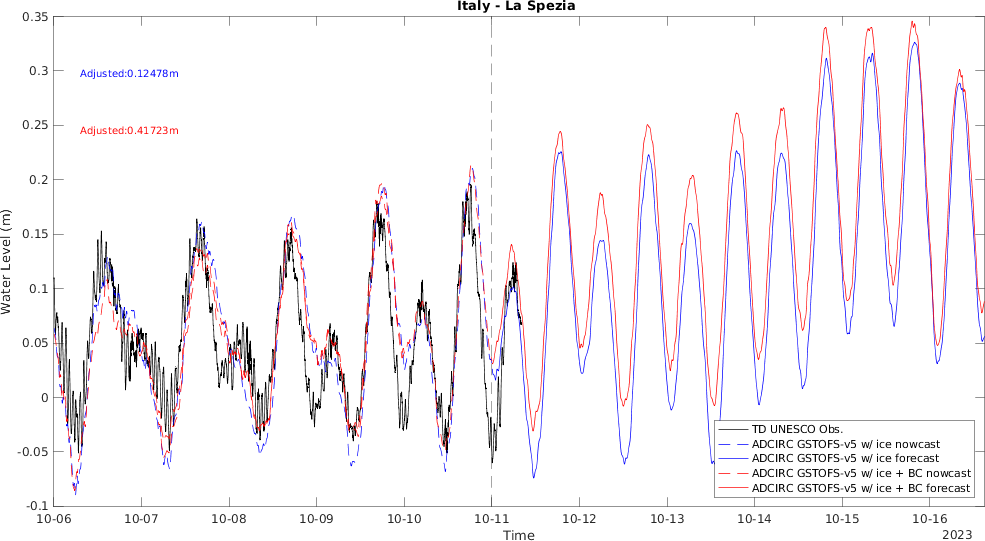 Italy - La Spezia
Adjusted:0.12478m
Adjusted:0.41723m
Water Level (m)
0.35
0.3
0.25
0.2
0.15
0.1
0.05
0
-0.05
-0.1
TD UNESCO Obs.
ADCIRC GSTOFS-v5 w/ ice nowcast
ADCIRC GSTOFS-v5 w/ ice forecast
ADCIRC GSTOFS-v5 w/ ice + BC nowcast
ADCIRC GSTOFS-v5 w/ ice + BC forecast
10-06 10-07 10-08 10-09 10-10 10-11 10-12 10-13 10-14 10-15 10-16
Time
2023